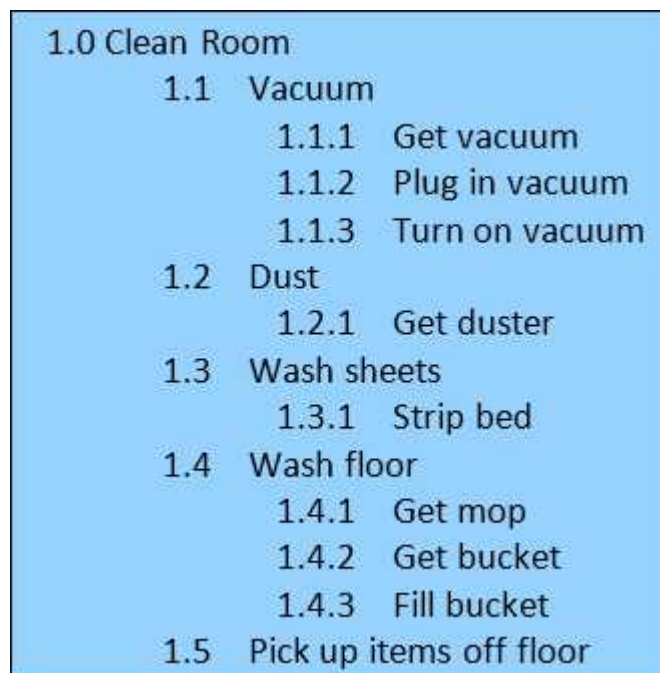 1.0 Clean Room
1.1 Vacuum
1.1.1 Get vacuum
1.1.2 Plug in vacuum
1.1.3 Turn on vacuum
1.2 Dust
1.2.1 Get duster
1.3 Wash sheets
1.3.1 Strip bed
1.4 Wash floor
1.4.1 Get mop
1.4.2 Get bucket
1.4.3 Fill bucket
1.5 Pick up items off floor